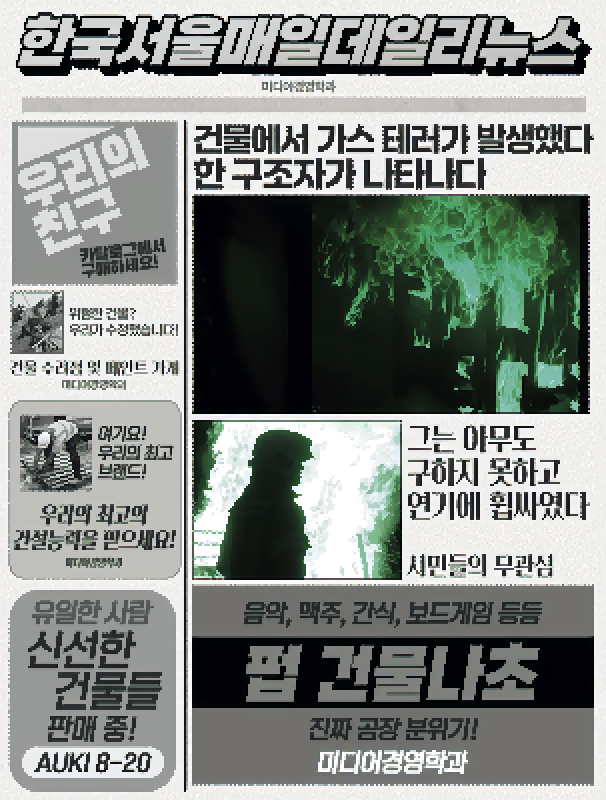 한국서울매일데일리뉴스
미디어경영학과
우리의
친구
카탈로그에서
구매하세요!
위험한 건물?
우리가 수정했습니다!
건물 수리점 및 페인트 가게
미디어경영학과
여기요!
우리의 최고
브랜드!
우리의 최고의
건설능력을 믿으세요!
미디어경영학과
유일한 사람
신선한
건물들
판매 중!
AUKI 8-20
건물에서 가스 테러가 발생했다
한 구조자가 나타나다
그는 아무도
구하지 못하고
연기에 휩싸였다
시민들의 무관심
음악, 맥주, 간식, 보드게임 등등
펍 건물나초
진짜 공장 분위기!
미디어경영학과